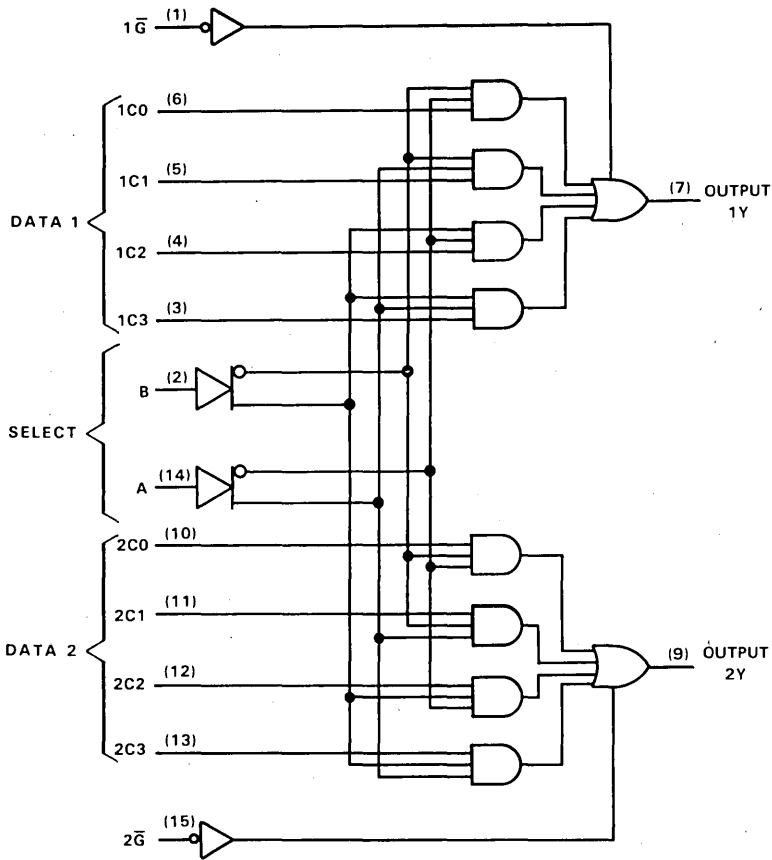 1G̅ (1)
1C0 (6)
1C1 (5)
DATA 1
1C2 (4)
1C3 (3)
(7) OUTPUT
1Y
B (2)
SELECT
A (14)
2C0 (10)
2C1 (11)
DATA 2
2C2 (12)
2C3 (13)
(9) OUTPUT
2Y
2G̅ (15)